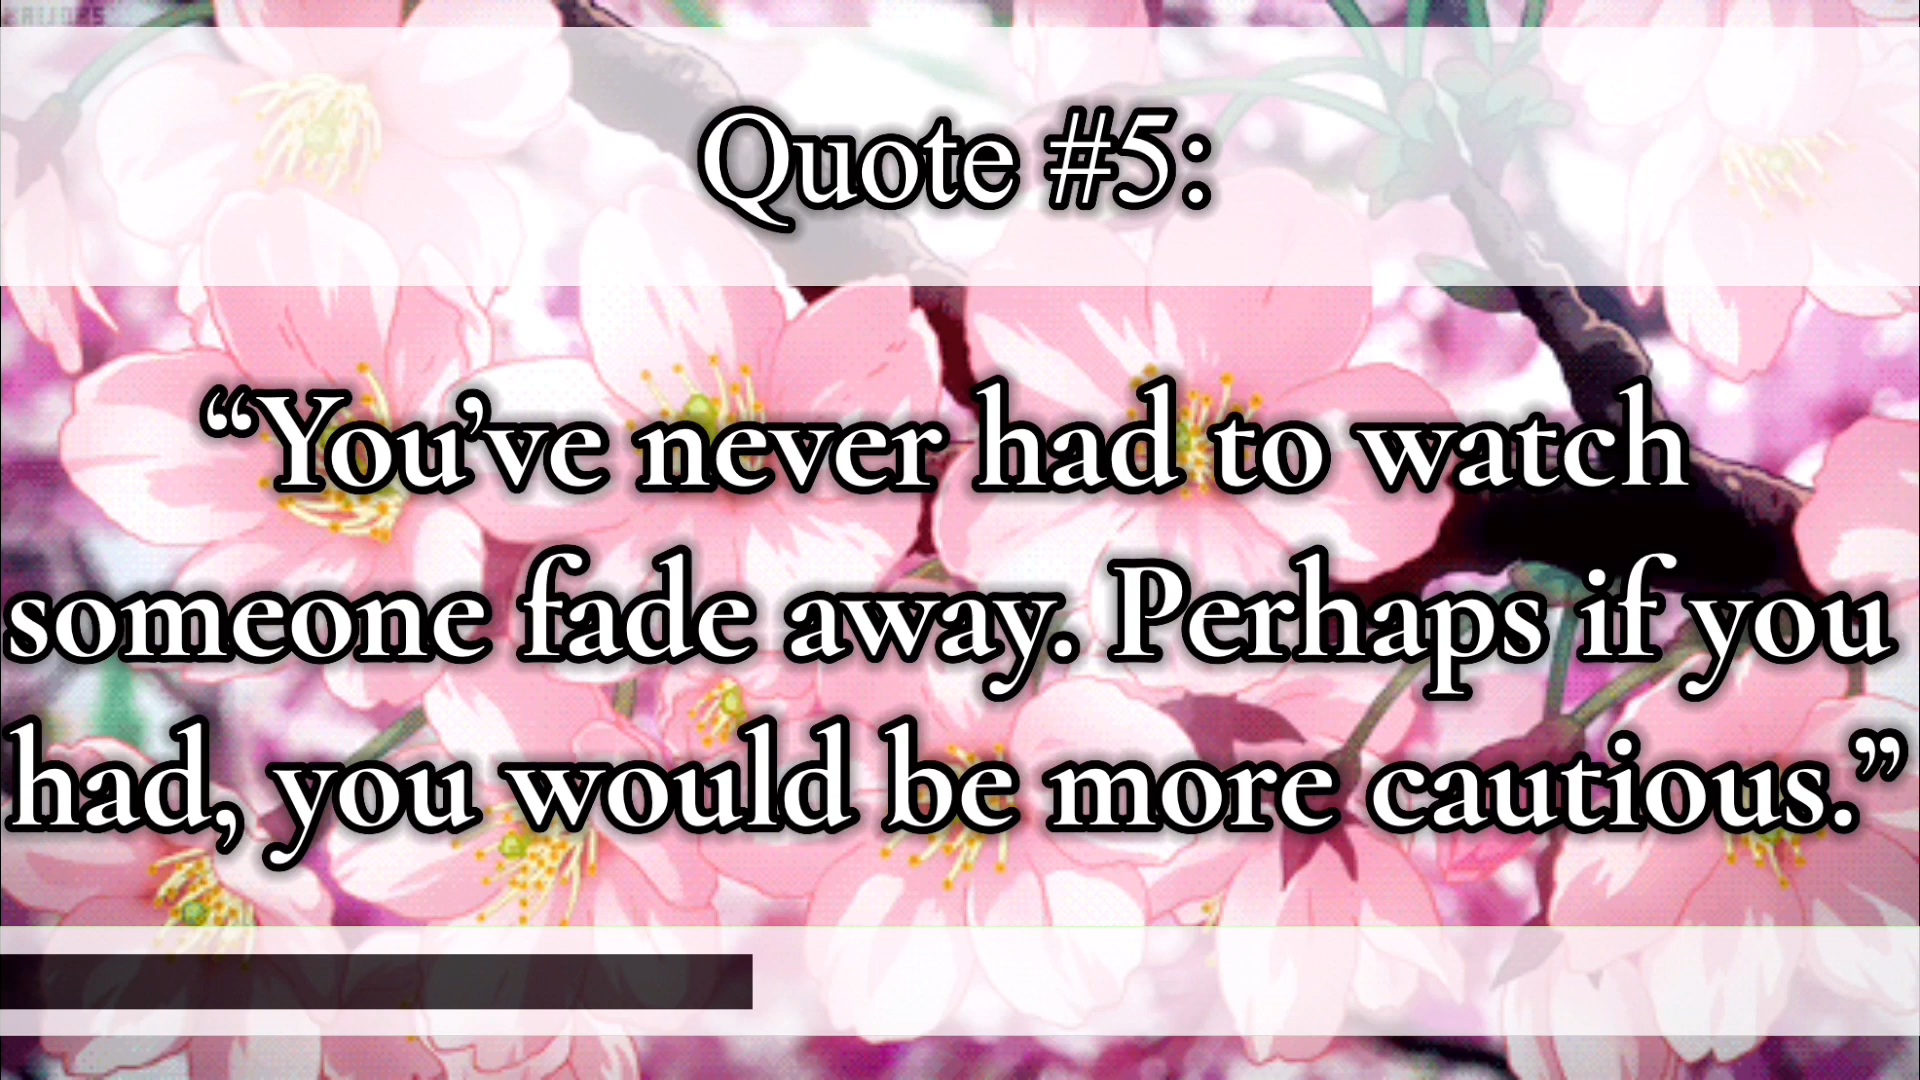 Quote #5:
“You’ve never had to watch
someone fade away. Perhaps if you
had, you would be more cautious.”